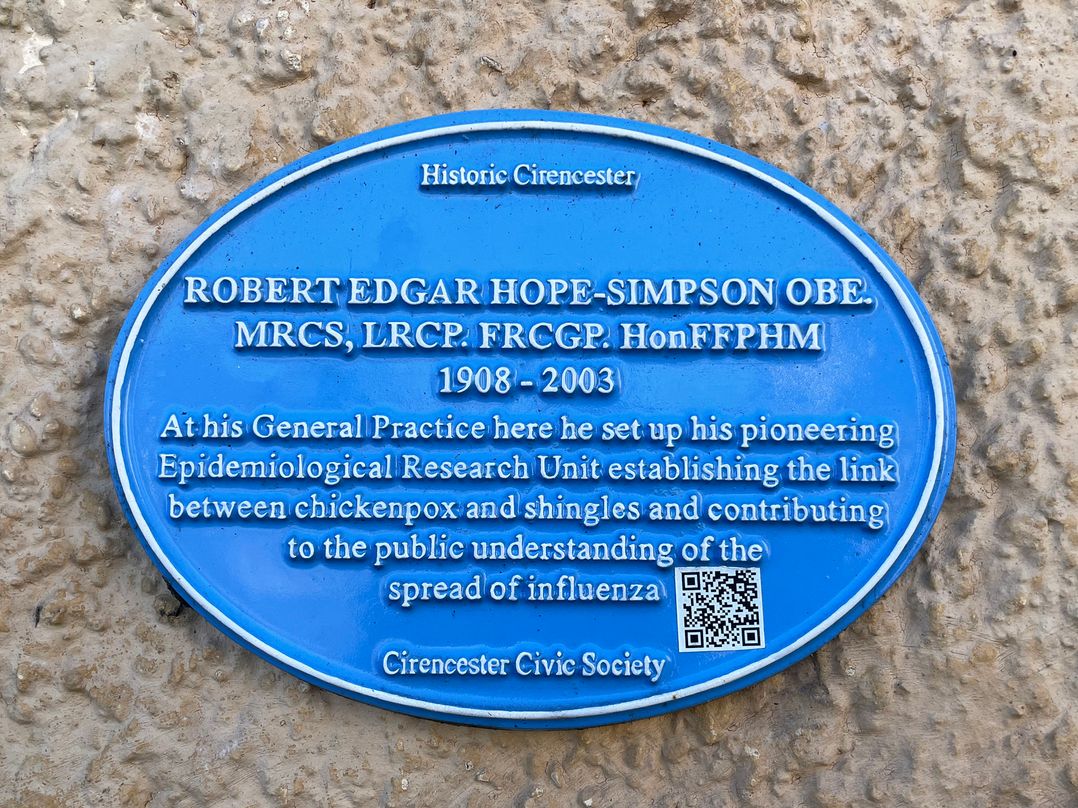 Historic Cirencester
ROBERT EDGAR HOPE-SIMPSON OBE.
MRCS, LRCP. FRCGP. HonFFPHM
1908 - 2003
At his General Practice here he set up his pioneering
Epidemiological Research Unit establishing the link
between chickenpox and shingles and contributing
to the public understanding of the
spread of influenza
Cirencester Civic Society